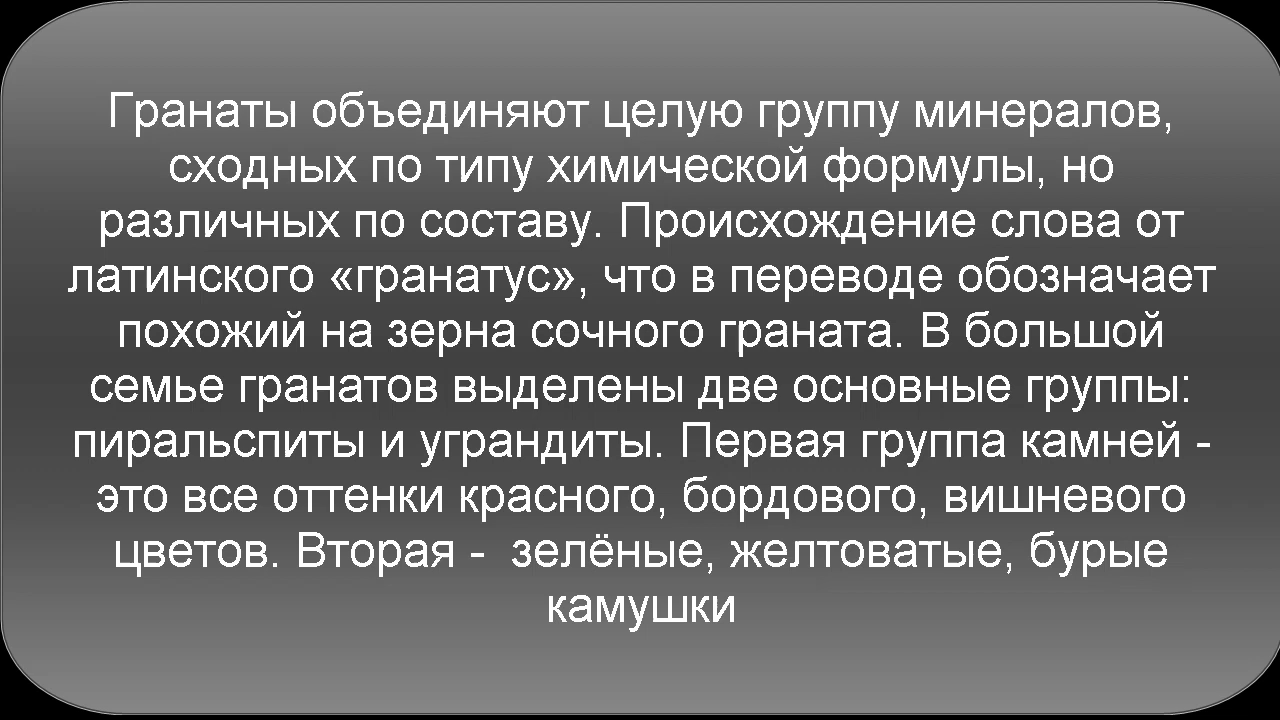 Гранаты объединяют целую группу минералов,
сходных по типу химической формулы, но
различных по составу. Происхождение слова от
латинского «гранатус», что в переводе обозначает
похожий на зерна сочного граната. В большой
семье гранатов выделены две основные группы:
пиральспиты и уграндиты. Первая группа камней -
это все оттенки красного, бордового, вишневого
цветов. Вторая -  зелёные, желтоватые, бурые
камушки